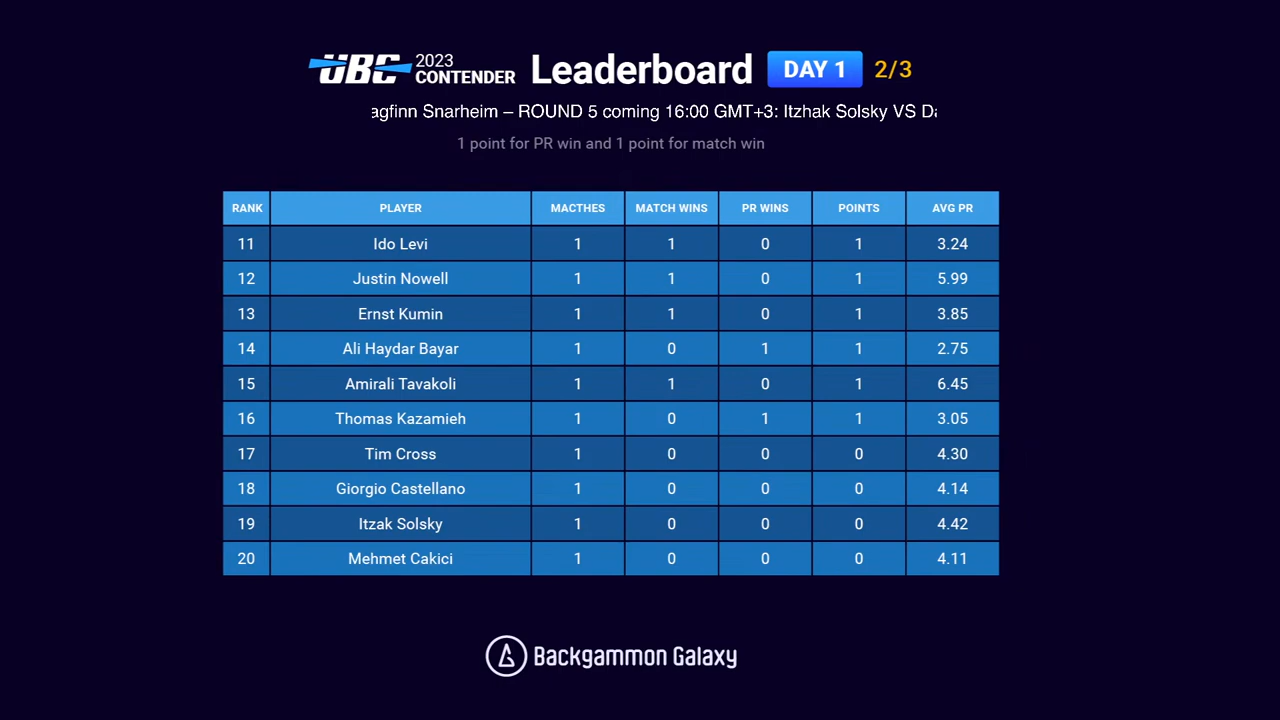 UBC 2023 CONTENDER Leaderboard DAY 1 2/3
agfinn Snarheim – ROUND 5 coming 16:00 GMT+3: Itzhak Solsky VS Da
1 point for PR win and 1 point for match win
RANK PLAYER MACTHES MATCH WINS PR WINS POINTS AVG PR
11 Ido Levi 1 1 0 1 3.24
12 Justin Nowell 1 1 0 1 5.99
13 Ernst Kumin 1 1 0 1 3.85
14 Ali Haydar Bayar 1 0 1 1 2.75
15 Amirali Tavakoli 1 1 0 1 6.45
16 Thomas Kazamieh 1 0 1 1 3.05
17 Tim Cross 1 0 0 0 4.30
18 Giorgio Castellano 1 0 0 0 4.14
19 Itzak Solsky 1 0 0 0 4.42
20 Mehmet Cakici 1 0 0 0 4.11
Backgammon Galaxy